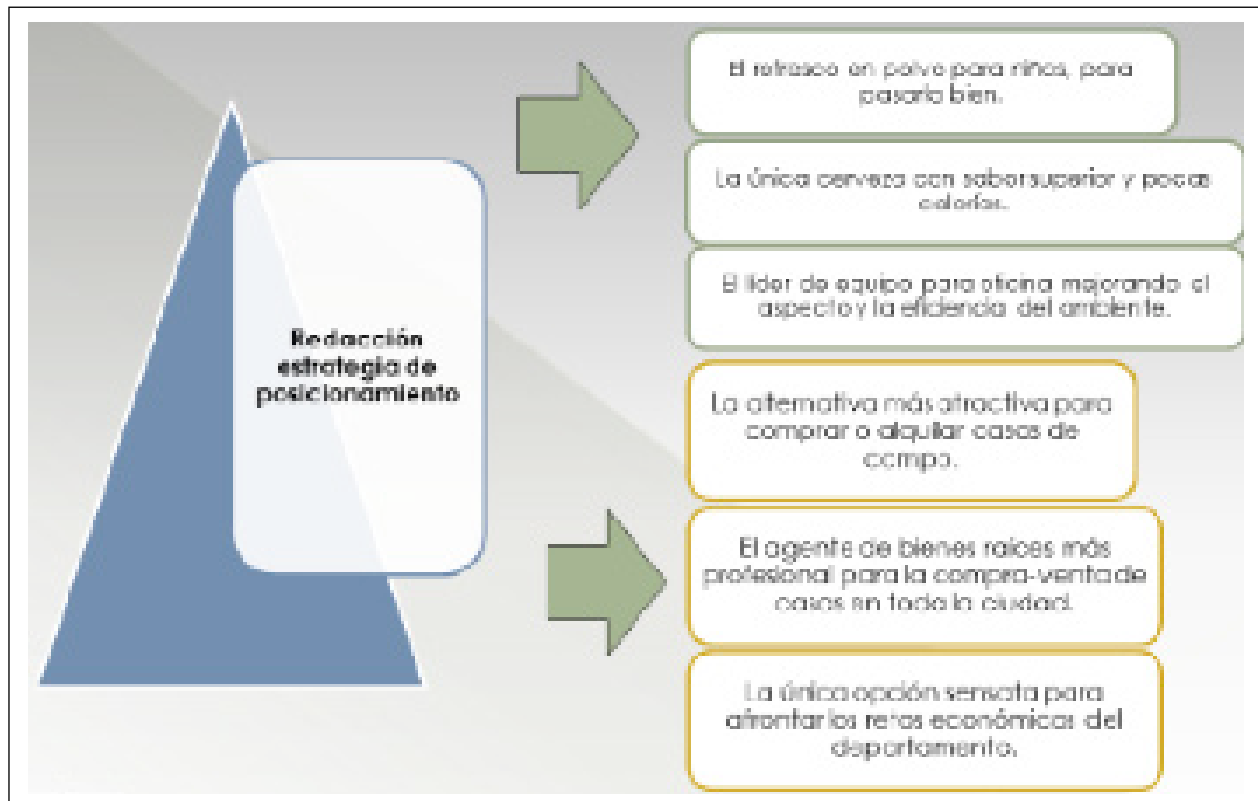 Redacción
estrategia de
posicionamiento
El refresco en polvo para niños, para
pasarla bien.
La única cerveza con sabor superior y pocas
calorías.
El líder de equipo para oficina mejorando el
aspecto y la eficiencia del ambiente.
La alternativa más atractiva para
comprar o alquilar casas de
campo.
El agente de bienes raíces más
profesional para la compra-venta de
casas en toda la ciudad.
La única opción sensata para
afrontar los retos económicos del
departamento.